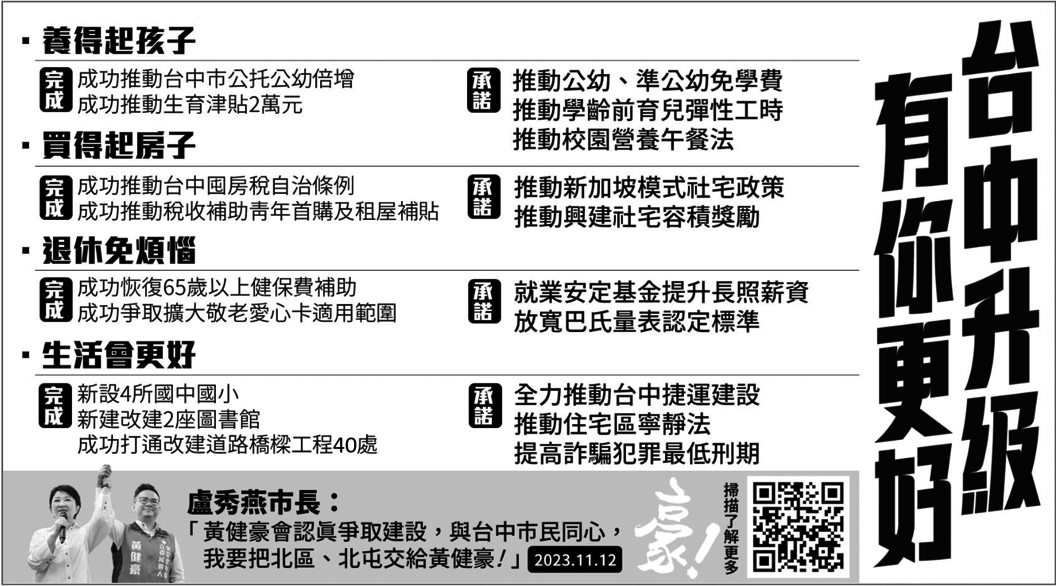 台中升級
有你更好
・養得起孩子
完成
成功推動台中市公托公幼倍增
成功推動生育津貼2萬元
承諾
推動公幼、準公幼免學費
推動學齡前育兒彈性工時
推動校園營養午餐法
・買得起房子
完成
成功推動台中囤房稅自治條例
成功推動稅收補助青年首購及租屋補貼
承諾
推動新加坡模式社宅政策
推動興建社宅容積獎勵
・退休免煩惱
完成
成功恢復65歲以上健保費補助
成功爭取擴大敬老愛心卡適用範圍
承諾
就業安定基金提升長照薪資
放寬巴氏量表認定標準
・生活會更好
完成
新設4所國中國小
新建改建2座圖書館
成功打通改建道路橋樑工程40處
承諾
全力推動台中捷運建設
推動住宅區寧靜法
提高詐騙犯罪最低刑期
黃健豪
盧秀燕市長：
「黃健豪會認真爭取建設，與台中市民同心，
我要把北區、北屯交給黃健豪！」2023.11.12
豪！
掃描了解更多